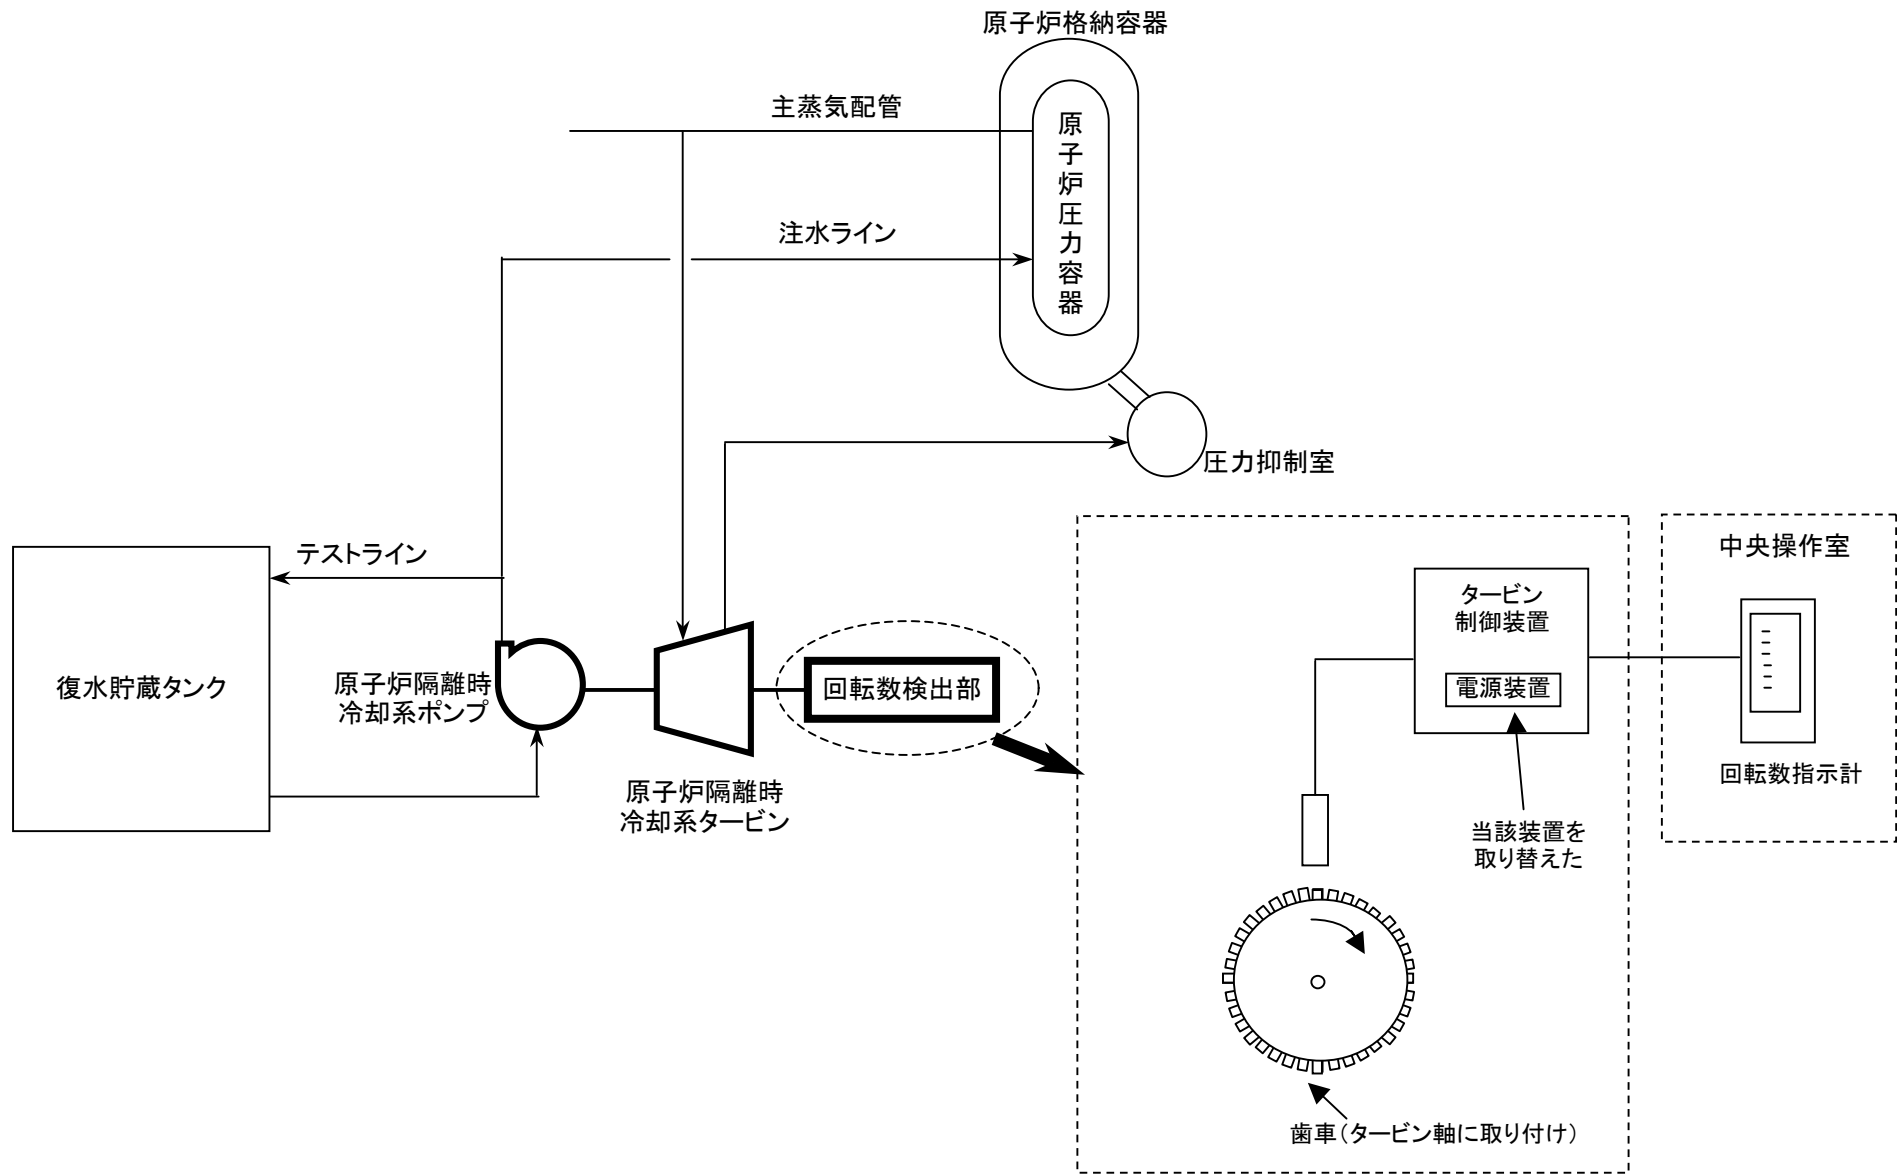 原子炉格納容器
主蒸気配管
原子炉圧力容器
注水ライン
圧力抑制室
テストライン
復水貯蔵タンク
原子炉隔離時
冷却系ポンプ
回転数検出部
原子炉隔離時
冷却系タービン
タービン
制御装置
電源装置
当該装置を
取り替えた
中央操作室
回転数指示計
歯車(タービン軸に取り付け)